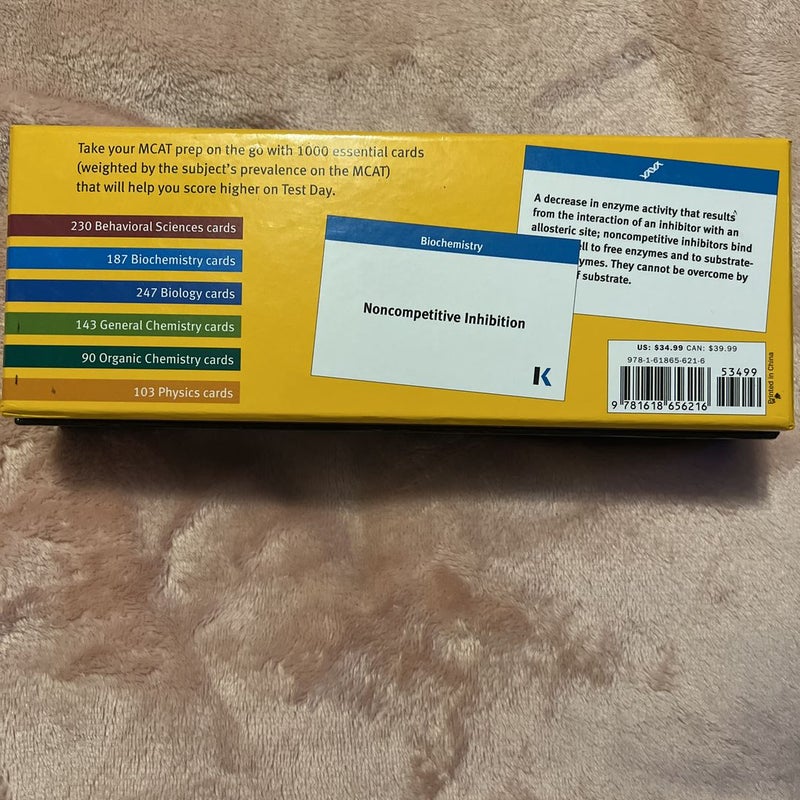 Take your MCAT prep on the go with 1000 essential cards
(weighted by the subject's prevalence on the MCAT)
that will help you score higher on Test Day.
230 Behavioral Sciences cards
187 Biochemistry cards
247 Biology cards
143 General Chemistry cards
90 Organic Chemistry cards
103 Physics cards
Biochemistry
Noncompetitive Inhibition
K
A decrease in enzyme activity that results
from the interaction of an inhibitor with an
allosteric site; noncompetitive inhibitors bind
to free enzymes and to substrate-
They cannot be overcome by
substrate.
US: $34.99 CAN: $39.99
978-1-61865-621-6
53499
9 781618 656216
Printed in China